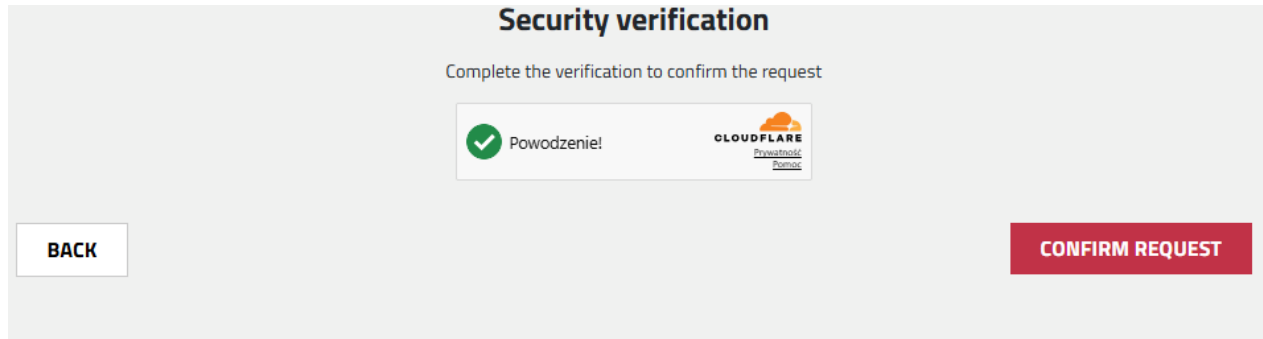 Security verification
Complete the verification to confirm the request
Powodzenie!
CLOUDFLARE
Prywatność
Pomoc
BACK
CONFIRM REQUEST